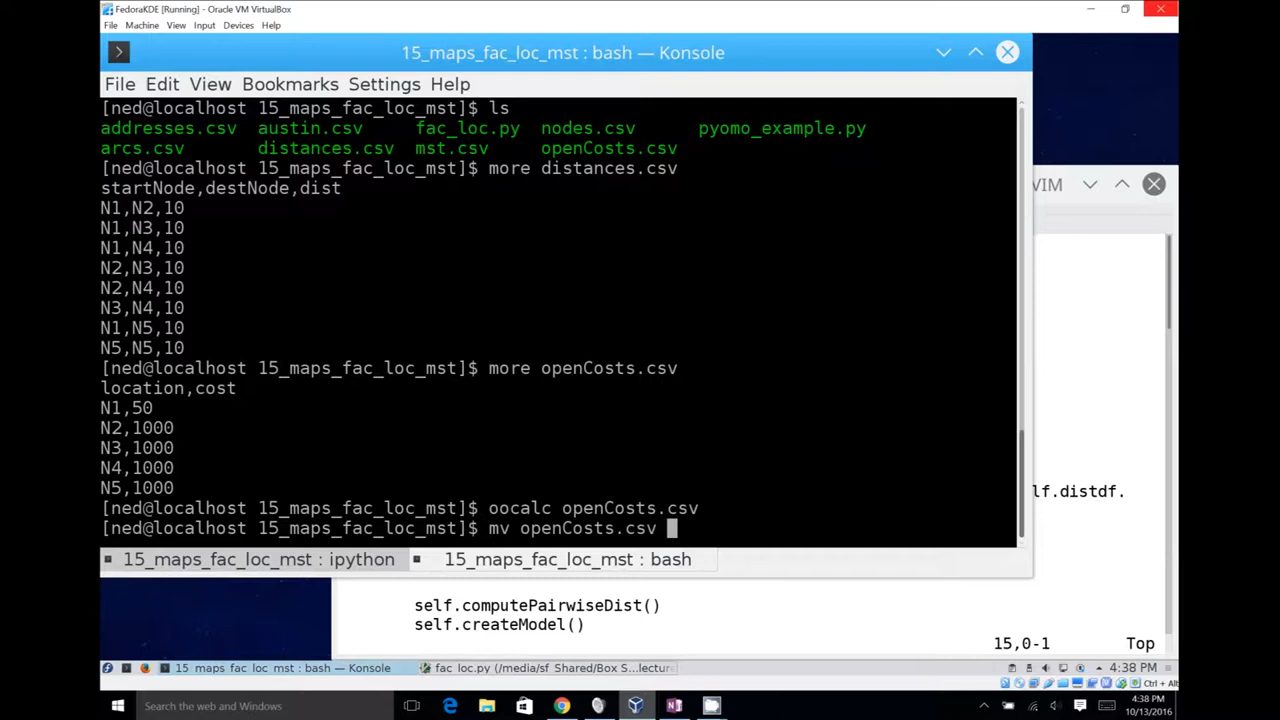 FedoraKDE [Running] - Oracle VM VirtualBox
File Machine View Input Devices Help
15_maps_fac_loc_mst : bash — Konsole
File Edit View Bookmarks Settings Help
[ned@localhost 15_maps_fac_loc_mst]$ ls
addresses.csv austin.csv fac_loc.py nodes.csv pyomo_example.py
arcs.csv distances.csv mst.csv openCosts.csv
[ned@localhost 15_maps_fac_loc_mst]$ more distances.csv
startNode,destNode,dist
N1,N2,10
N1,N3,10
N1,N4,10
N2,N3,10
N2,N4,10
N3,N4,10
N1,N5,10
N5,N5,10
[ned@localhost 15_maps_fac_loc_mst]$ more openCosts.csv
location,cost
N1,50
N2,1000
N3,1000
N4,1000
N5,1000
[ned@localhost 15_maps_fac_loc_mst]$ oocalc openCosts.csv
[ned@localhost 15_maps_fac_loc_mst]$ mv openCosts.csv
15_maps_fac_loc_mst : ipython 15_maps_fac_loc_mst : bash
VIM
lf.distdf.
self.computePairwiseDist()
self.createModel()
15,0-1 Top
15_maps_fac_loc_mst : bash — Konsole fac_loc.py (/media/sf_Shared/Box S...lectur 4:38 PM
Ctrl + Alt
Search the web and Windows
4:38 PM
10/13/2016